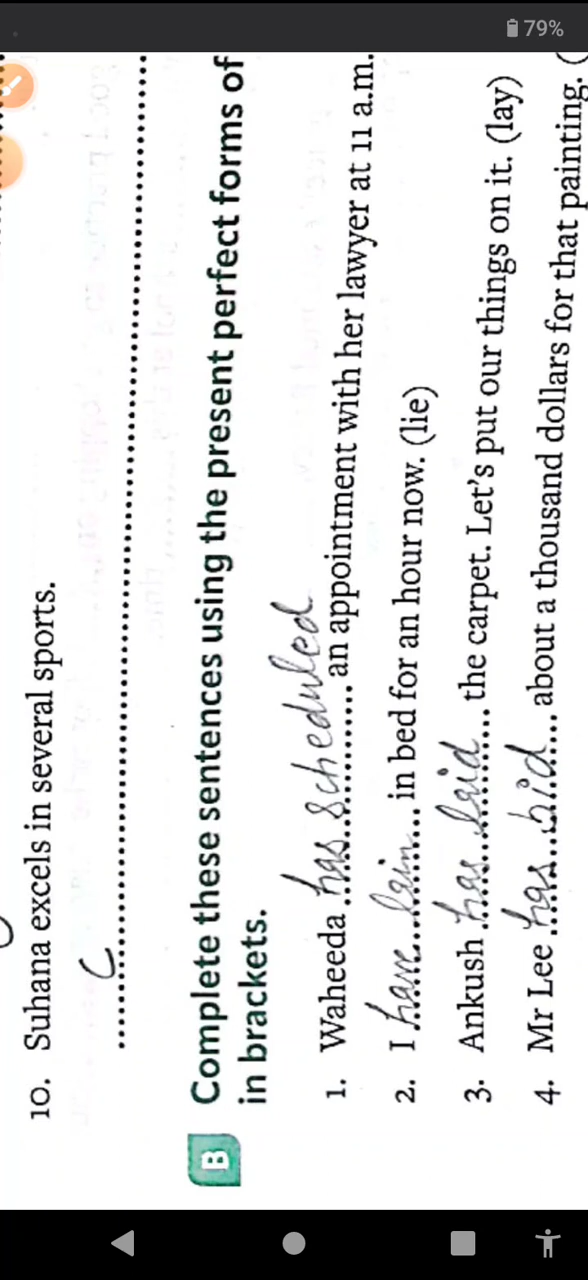 79%
10. Suhana excels in several sports.
B Complete these sentences using the present perfect forms of
in brackets.
1. Waheeda has scheduled an appointment with her lawyer at 11 a.m.
2. I have lain in bed for an hour now. (lie)
3. Ankush has laid the carpet. Let's put our things on it. (lay)
4. Mr Lee has bid about a thousand dollars for that painting. (